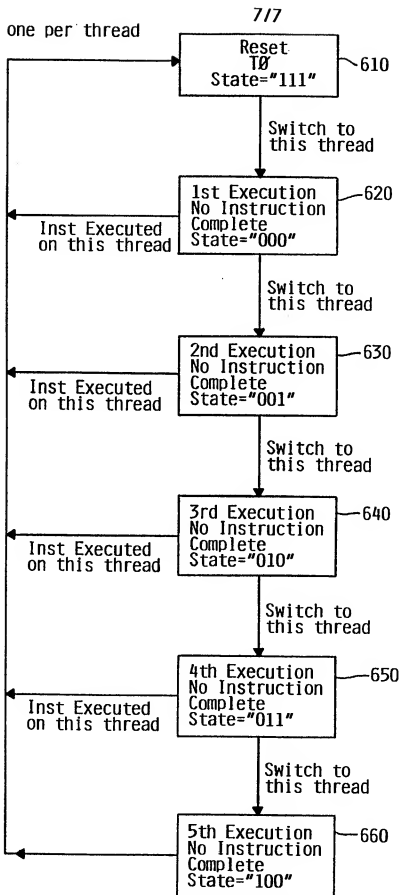 7/7
one per thread
Reset
T0
State="111"
610
Switch to
this thread
1st Execution
No Instruction
Complete
State="000"
620
Inst Executed
on this thread
Switch to
this thread
2nd Execution
No Instruction
Complete
State="001"
630
Inst Executed
on this thread
Switch to
this thread
3rd Execution
No Instruction
Complete
State="010"
640
Inst Executed
on this thread
Switch to
this thread
4th Execution
No Instruction
Complete
State="011"
650
Inst Executed
on this thread
Switch to
this thread
5th Execution
No Instruction
Complete
State="100"
660